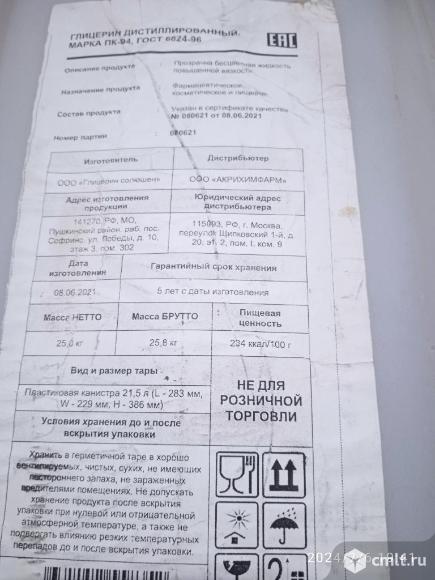 ГЛИЦЕРИН ДИСТИЛЛИРОВАННЫЙ,
МАРКА ПК-94, ГОСТ 6824-96
ЕАС
Описание продукта
Прозрачная бесцветная жидкость
повышенной вязкости.
Назначение продукта
Фармацевтическое,
косметическое и пищевое
Состав продукта
Указан в сертификате качества
№ 080621 от 08.06.2021
Номер партии
080621
Изготовитель
Дистрибьютер
ООО «Глицерин солюшен»
ООО «АКРИХИМФАРМ»
Адрес изготовления
продукции
Юридический адрес
дистрибьютера
141270, РФ, МО,
Пушкинский район, раб. пос.
Софрино, ул. Победы, д. 10,
этаж 3, пом. 302
115093, РФ, г. Москва,
переулок Щипковский 1-й, д.
20, эт. 2, пом. I, ком. 9
Дата
изготовления
Гарантийный срок хранения
08.06.2021
5 лет с даты изготовления
Масса НЕТТО
Масса БРУТТО
Пищевая
ценность
25,0 кг
25,8 кг
234 ккал/100 г
Вид и размер тары
Пластиковая канистра 21,5 л (L - 283 мм,
W - 229 мм, H - 386 мм)
НЕ ДЛЯ
РОЗНИЧНОЙ
ТОРГОВЛИ
Условия хранения до и после
вскрытия упаковки
Хранить в герметичной таре в хорошо
вентилируемых, чистых, сухих, не имеющих
постороннего запаха, не зараженных
вредителями помещениях. Не допускать
хранение продукта после вскрытия
упаковки при нулевой или отрицательной
атмосферной температуре, а также не
подвергать влиянию резких температурных
перепадов до и после вскрытия упаковки.
2
cmlt.ru